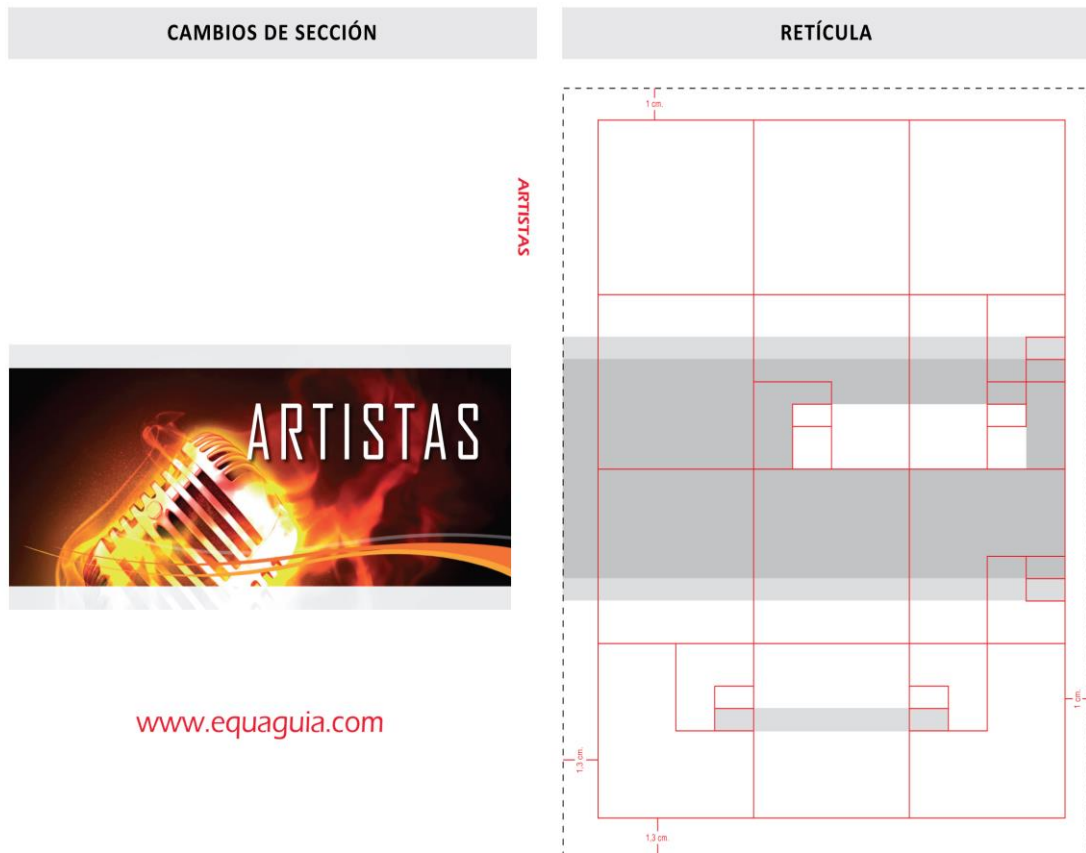 CAMBIOS DE SECCIÓN
ARTISTAS
ARTISTAS
www.equaguia.com
RETÍCULA
1 cm.
1 cm.
1,3 cm.
1,3 cm.